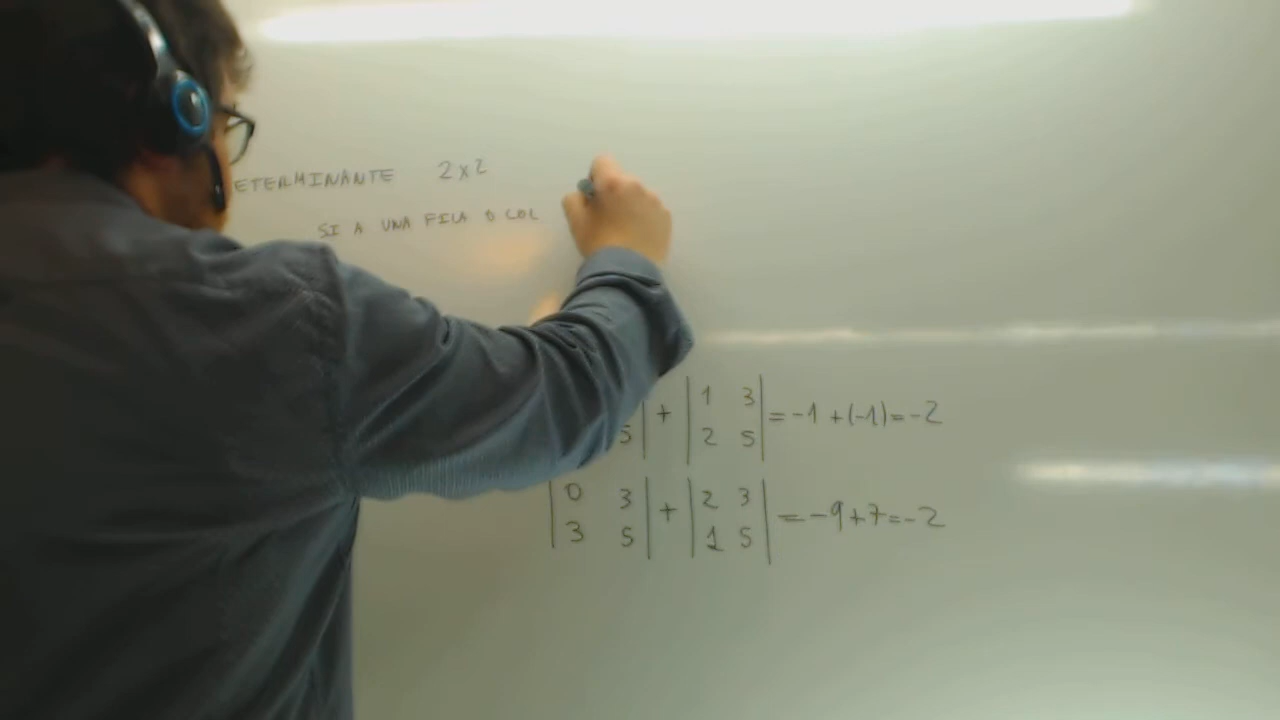 ETERMINANTE 2x2
SI A UNA FILA O COL
5| + |1 3| = -1 + (-1) = -2
|2 5|
|0 3| + |2 3| = -9+7=-2
|3 5| |1 5|